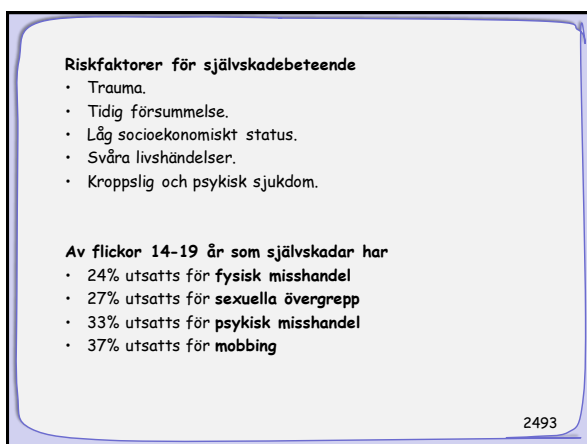 Riskfaktorer för självskadebeteende
• Trauma.
• Tidig försummelse.
• Låg socioekonomiskt status.
• Svåra livshändelser.
• Kroppslig och psykisk sjukdom.
Av flickor 14-19 år som självskadar har
• 24% utsatts för fysisk misshandel
• 27% utsatts för sexuella övergrepp
• 33% utsatts för psykisk misshandel
• 37% utsatts för mobbing
2493